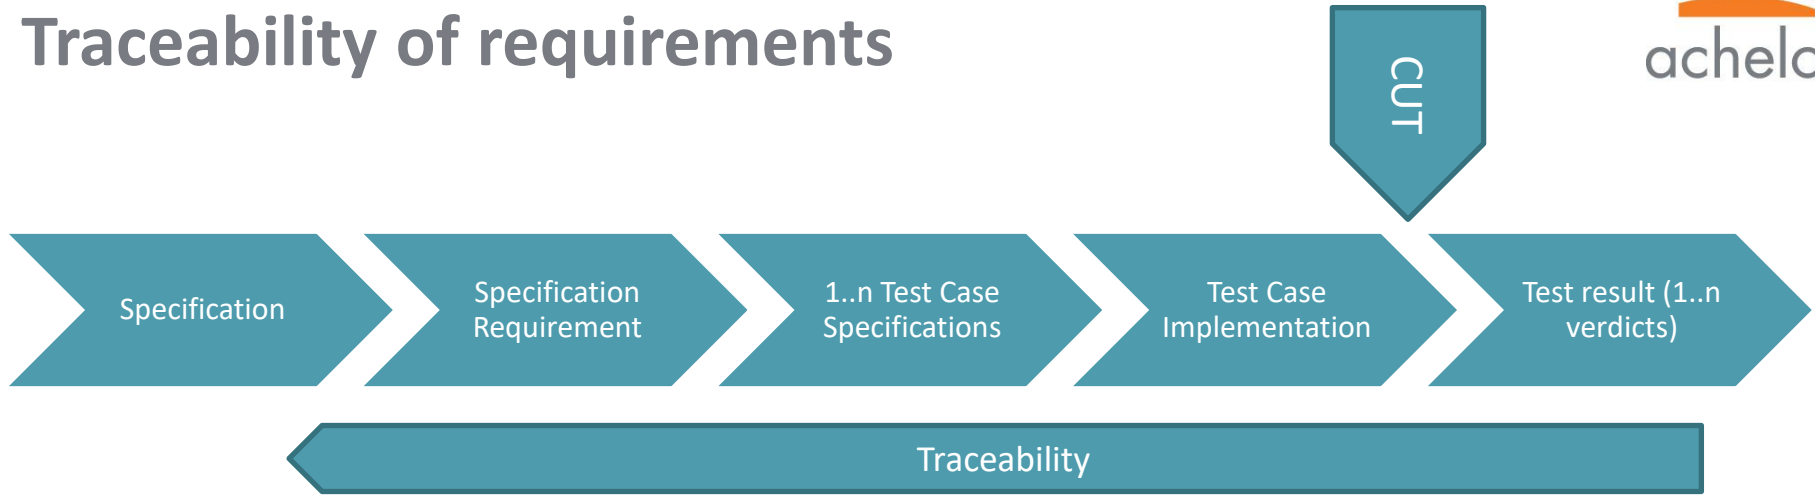 Traceability of requirements
CUT
achelo
Specification
Specification
Requirement
1..n Test Case
Specifications
Test Case
Implementation
Test result (1..n
verdicts)
Traceability